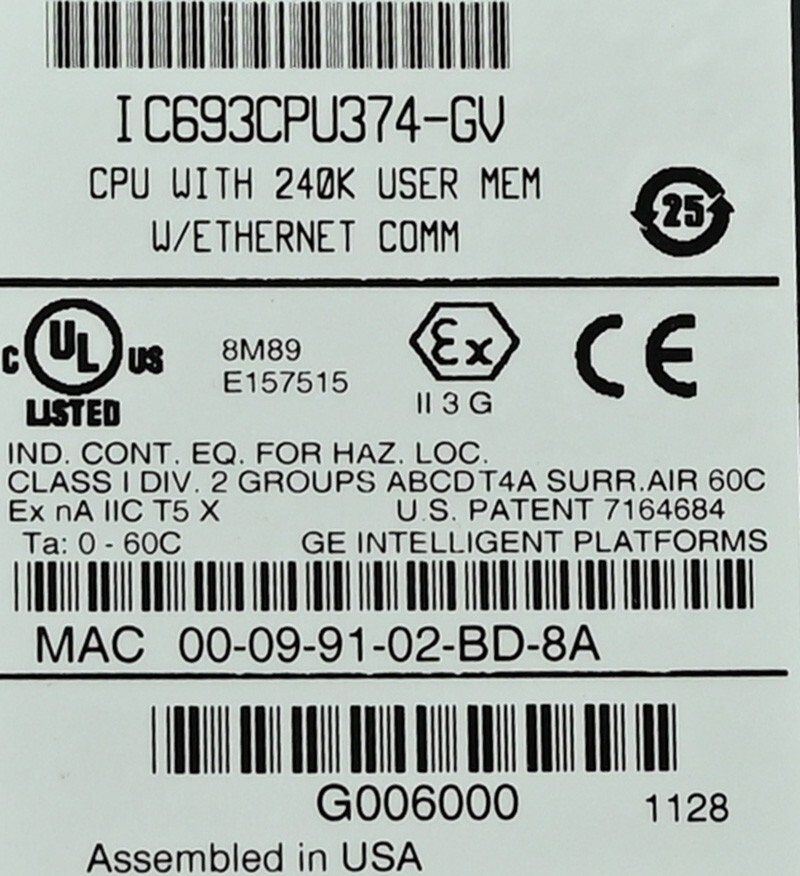 IC693CPU374-GV
CPU WITH 240K USER MEM
W/ETHERNET COMM
25
C UL US
LISTED
8M89
E157515
Ex
II 3 G
CE
IND. CONT. EQ. FOR HAZ. LOC.
CLASS I DIV. 2 GROUPS ABCD T4A SURR.AIR 60C
Ex nA IIC T5 X U.S. PATENT 7164684
Ta: 0 - 60C GE INTELLIGENT PLATFORMS
MAC 00-09-91-02-BD-8A
G006000 1128
Assembled in USA